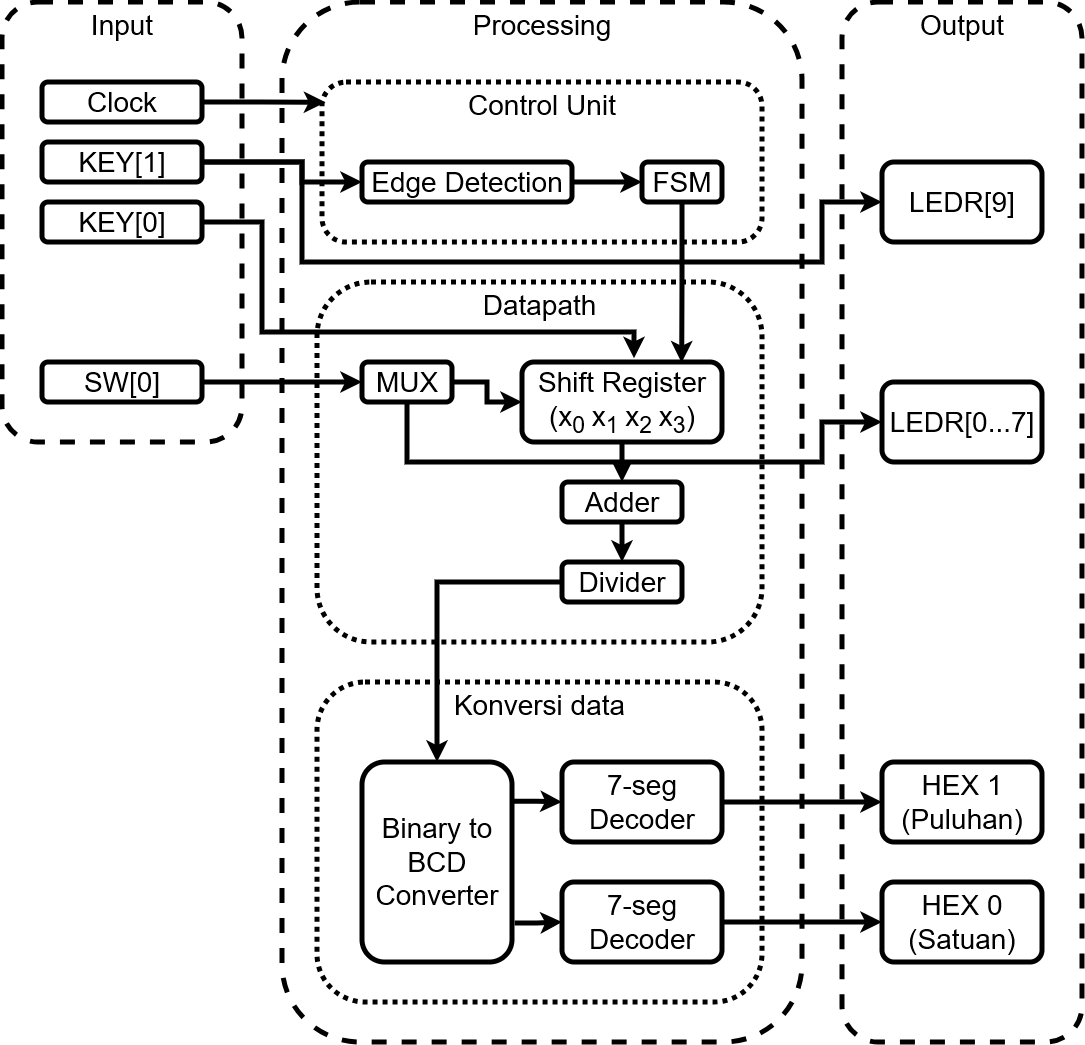 Input
Processing
Output
Clock
KEY[1]
KEY[0]
SW[0]
Control Unit
Edge Detection
FSM
Datapath
MUX
Shift Register
(x0 x1 x2 x3)
Adder
Divider
Konversi data
Binary to
BCD
Converter
7-seg
Decoder
7-seg
Decoder
LEDR[9]
LEDR[0...7]
HEX 1
(Puluhan)
HEX 0
(Satuan)